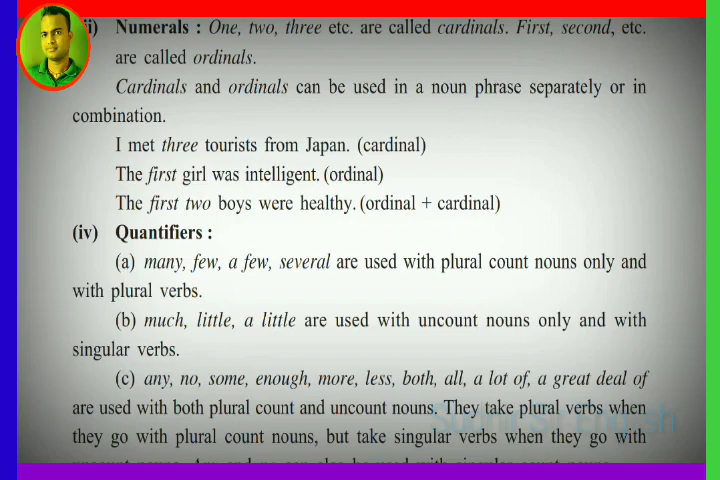 ii) Numerals : One, two, three etc. are called cardinals. First, second, etc.
are called ordinals.
Cardinals and ordinals can be used in a noun phrase separately or in
combination.
I met three tourists from Japan. (cardinal)
The first girl was intelligent. (ordinal)
The first two boys were healthy. (ordinal + cardinal)
(iv) Quantifiers :
(a) many, few, a few, several are used with plural count nouns only and
with plural verbs.
(b) much, little, a little are used with uncount nouns only and with
singular verbs.
(c) any, no, some, enough, more, less, both, all, a lot of, a great deal of
are used with both plural count and uncount nouns. They take plural verbs when
they go with plural count nouns, but take singular verbs when they go with